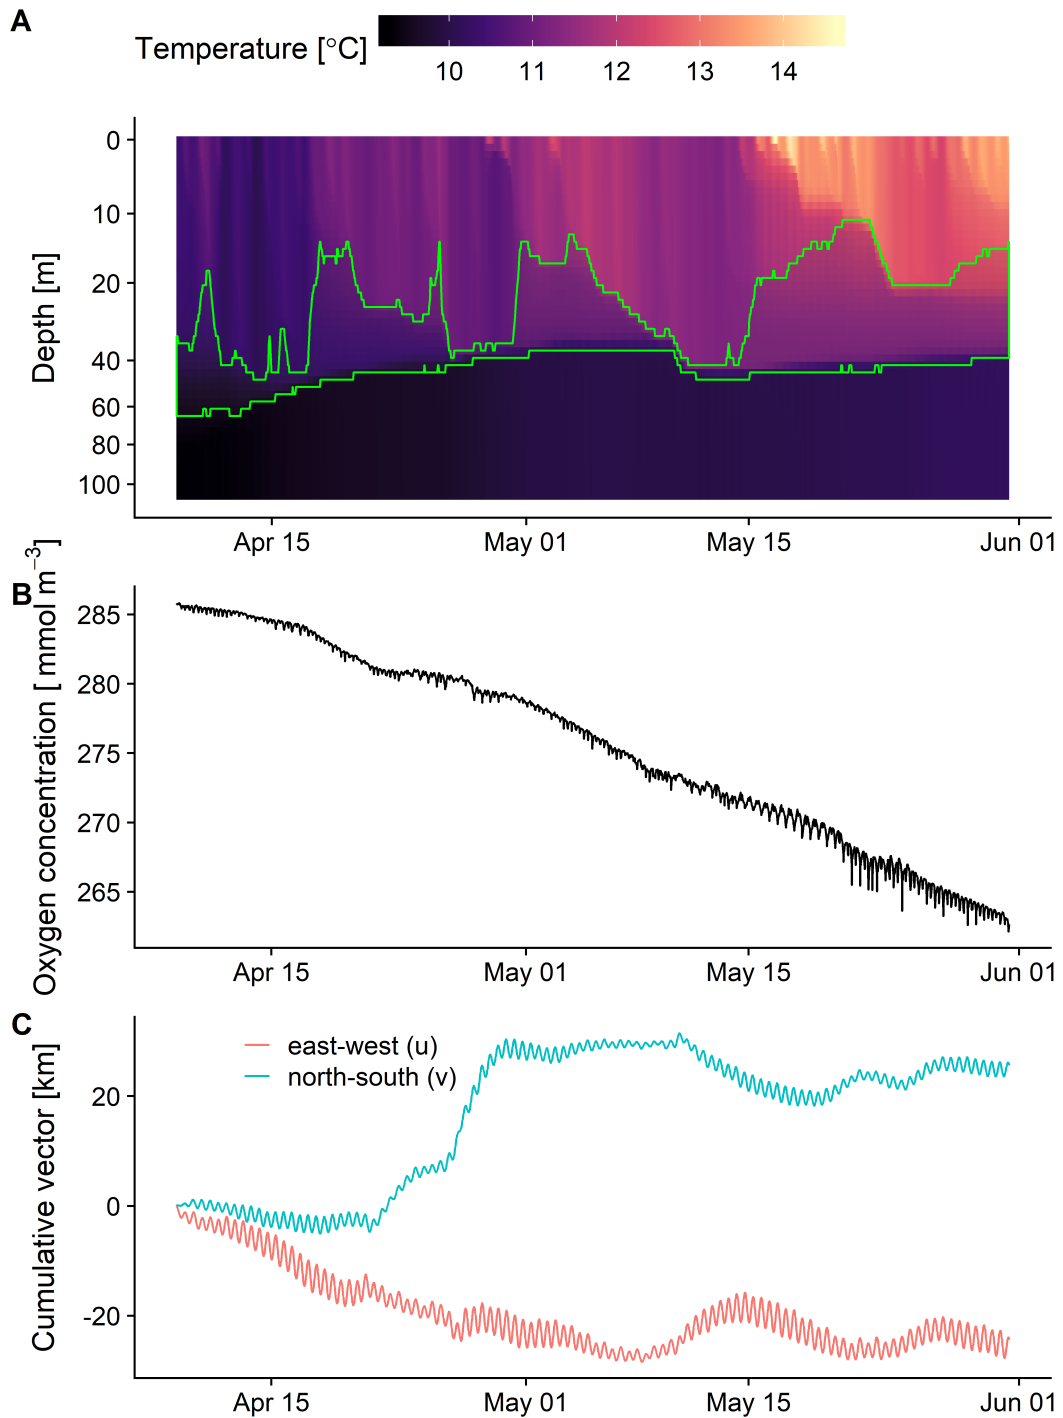 A
Temperature [°C]
10 11 12 13 14
Depth [m]
0
10
20
40
60
80
100
Apr 15 May 01 May 15 Jun 01
B
Oxygen concentration [ mmol m⁻³]
285
280
275
270
265
Apr 15 May 01 May 15 Jun 01
C
Cumulative vector [km]
east-west (u)
north-south (v)
20
0
-20
Apr 15 May 01 May 15 Jun 01